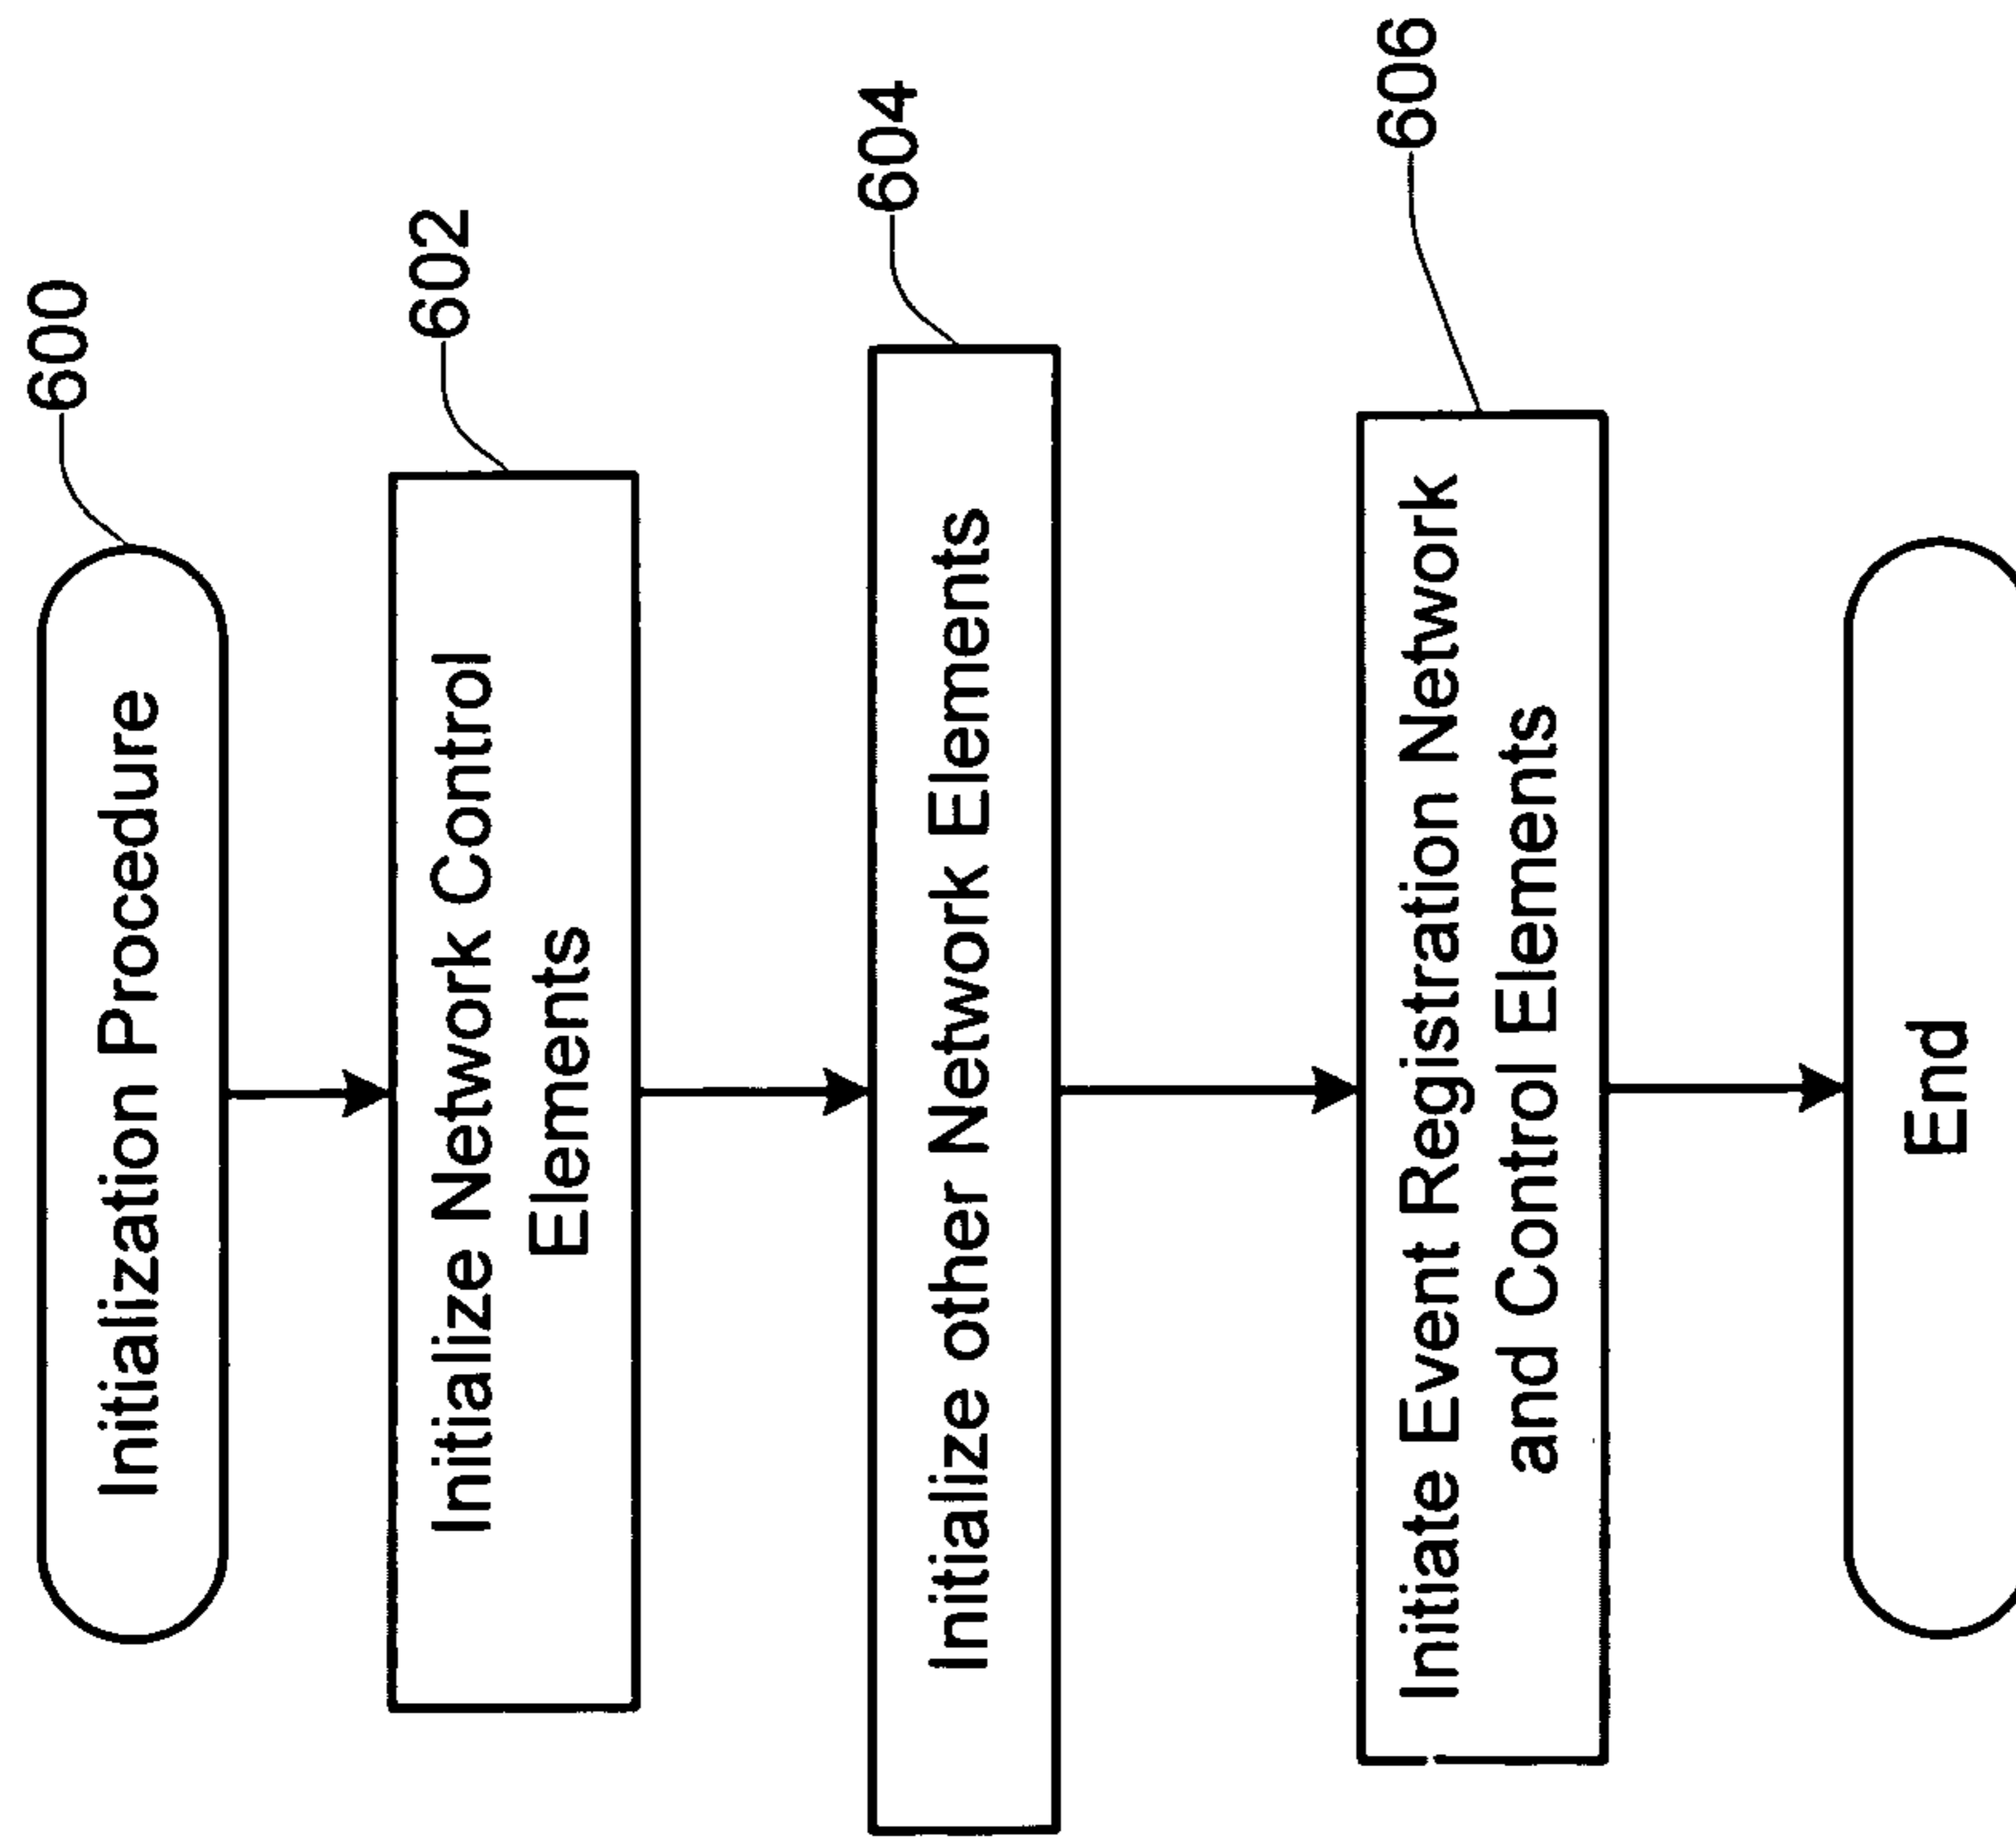 600
Initialization Procedure
602
Initialize Network Control
Elements
604
Initialize other Network Elements
606
Initiate Event Registration Network
and Control Elements
End